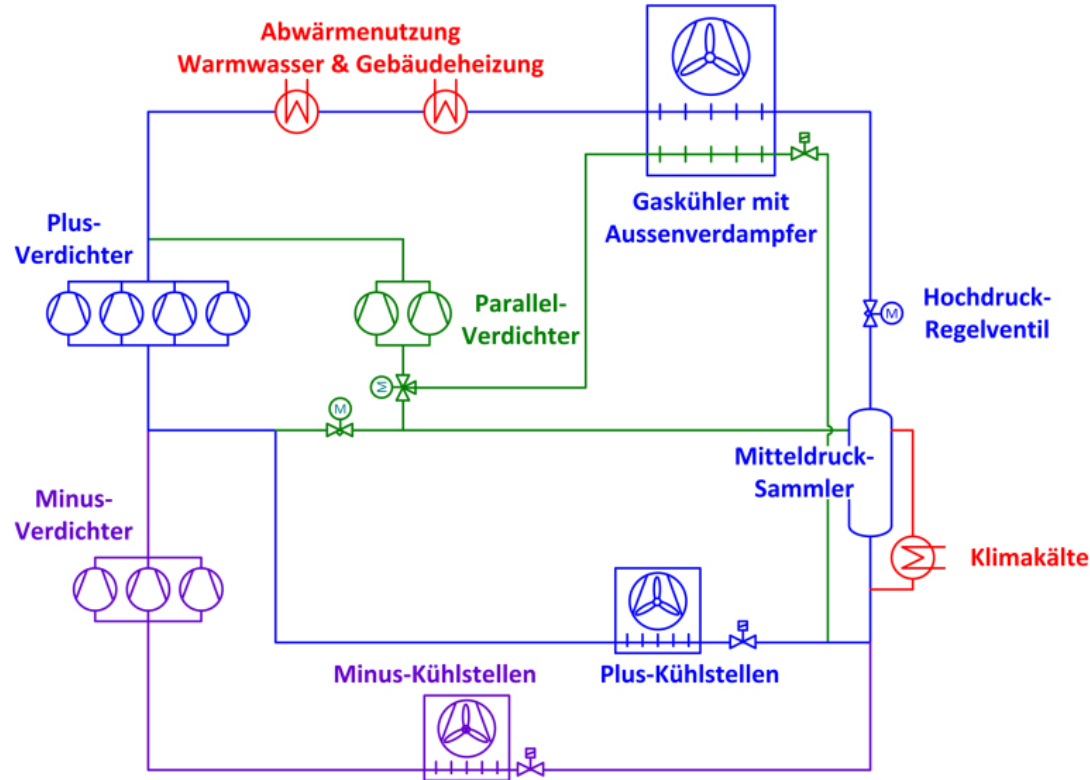 Abwärmenutzung
Warmwasser & Gebäudeheizung
Plus-
Verdichter
Gaskühler mit
Aussenverdampfer
Parallel-
Verdichter
Hochdruck-
Regelventil
M
M
M
Mitteldruck-
Sammler
Minus-
Verdichter
Klimakälte
Minus-Kühlstellen
Plus-Kühlstellen